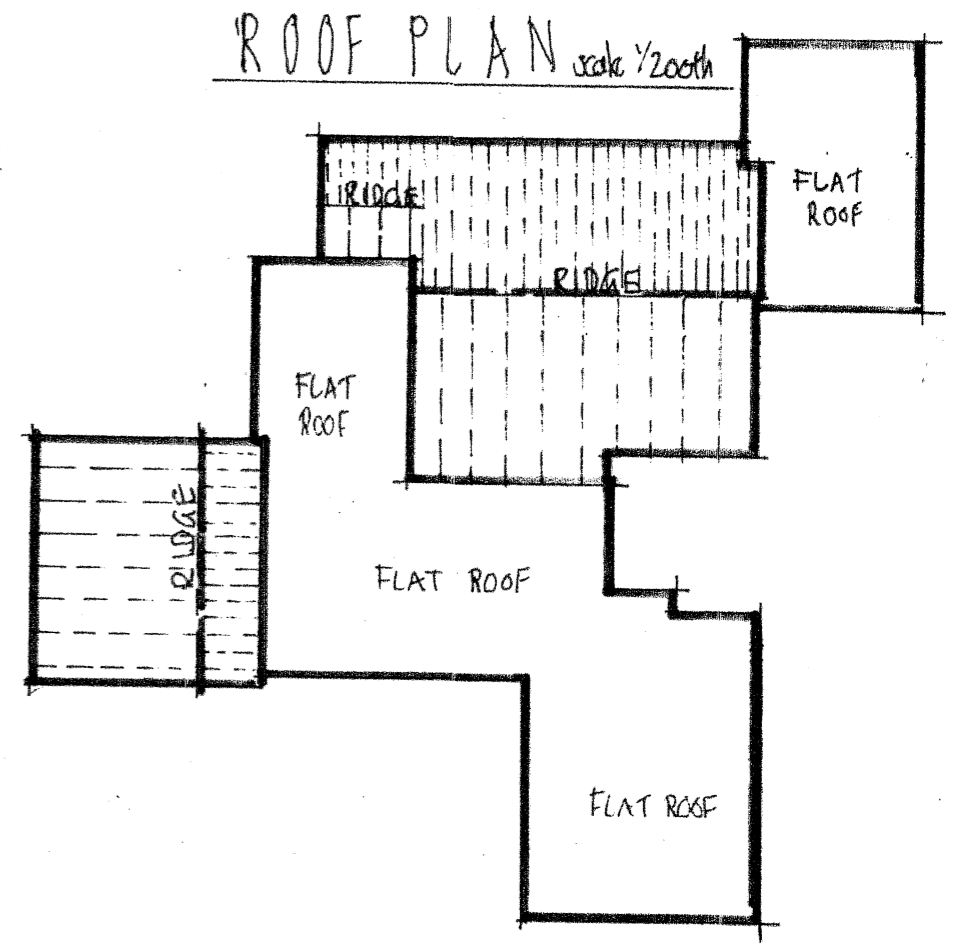 ROOF PLAN scale 1/200th
FLAT
ROOF
RIDGE
RIDGE
FLAT
ROOF
RIDGE
FLAT ROOF
FLAT ROOF